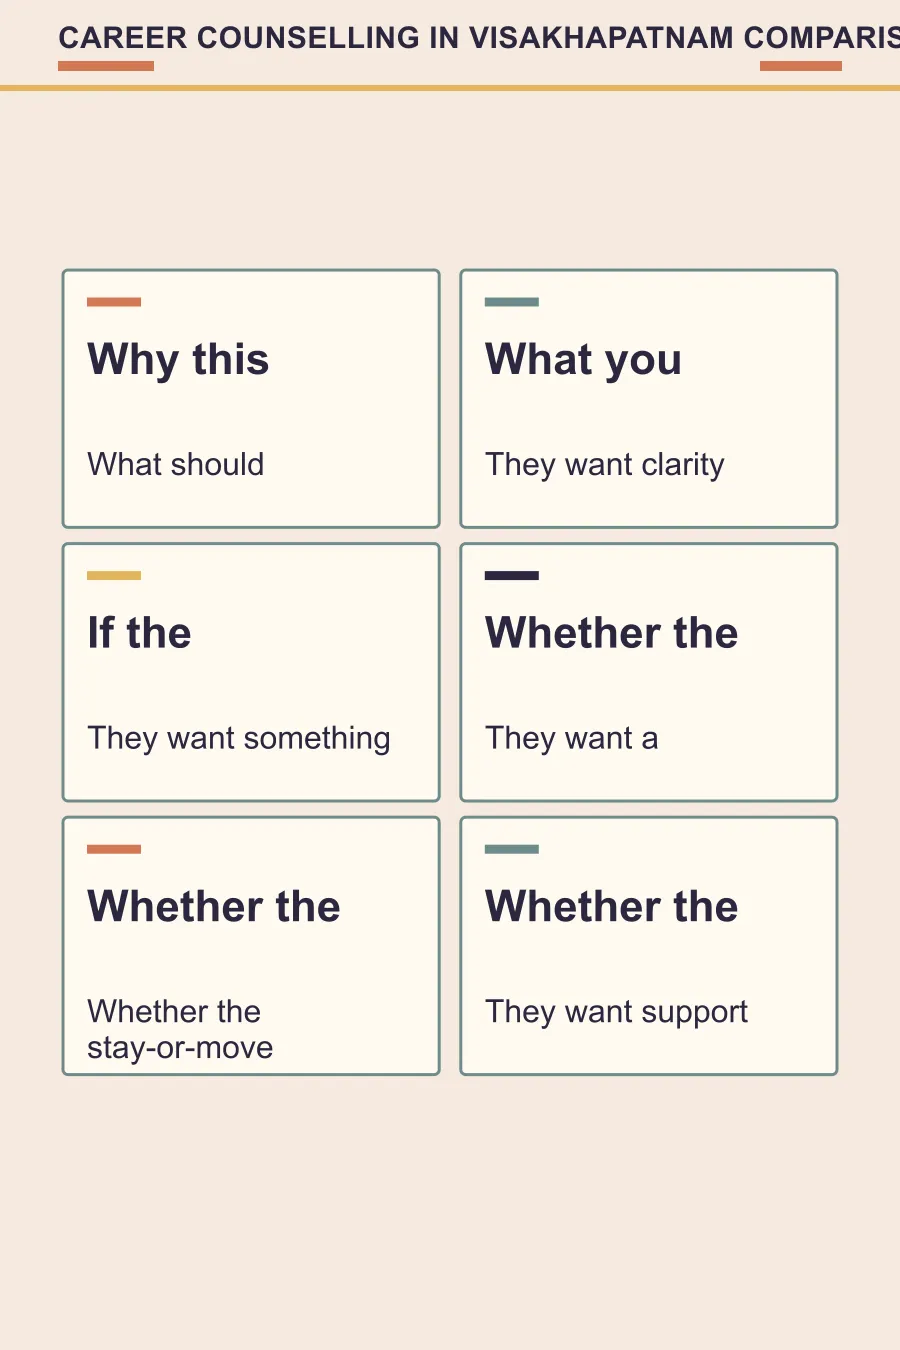 CAREER COUNSELLING IN VISAKHAPATNAM COMPARIS
Why this
What should
What you
They want clarity
If the
They want something
Whether the
They want a
Whether the
Whether the
stay-or-move
Whether the
They want support